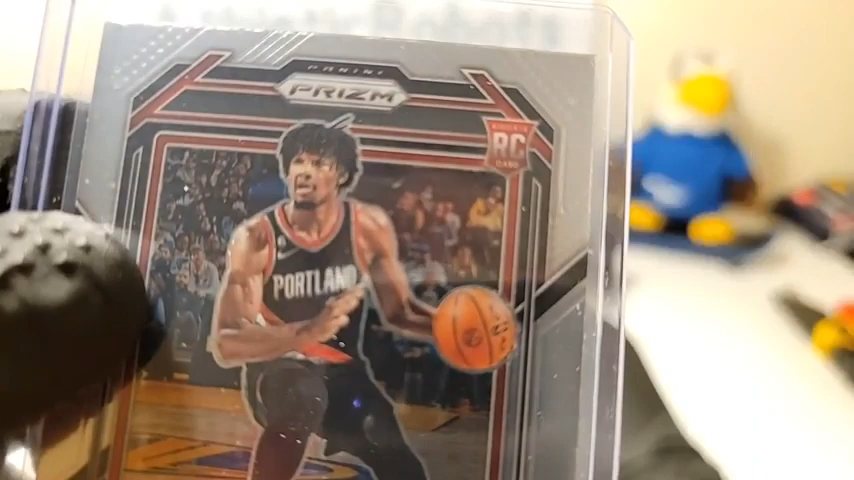 PANINI
PRIZM
ROOKIE
RC
CARD
PORTLAND